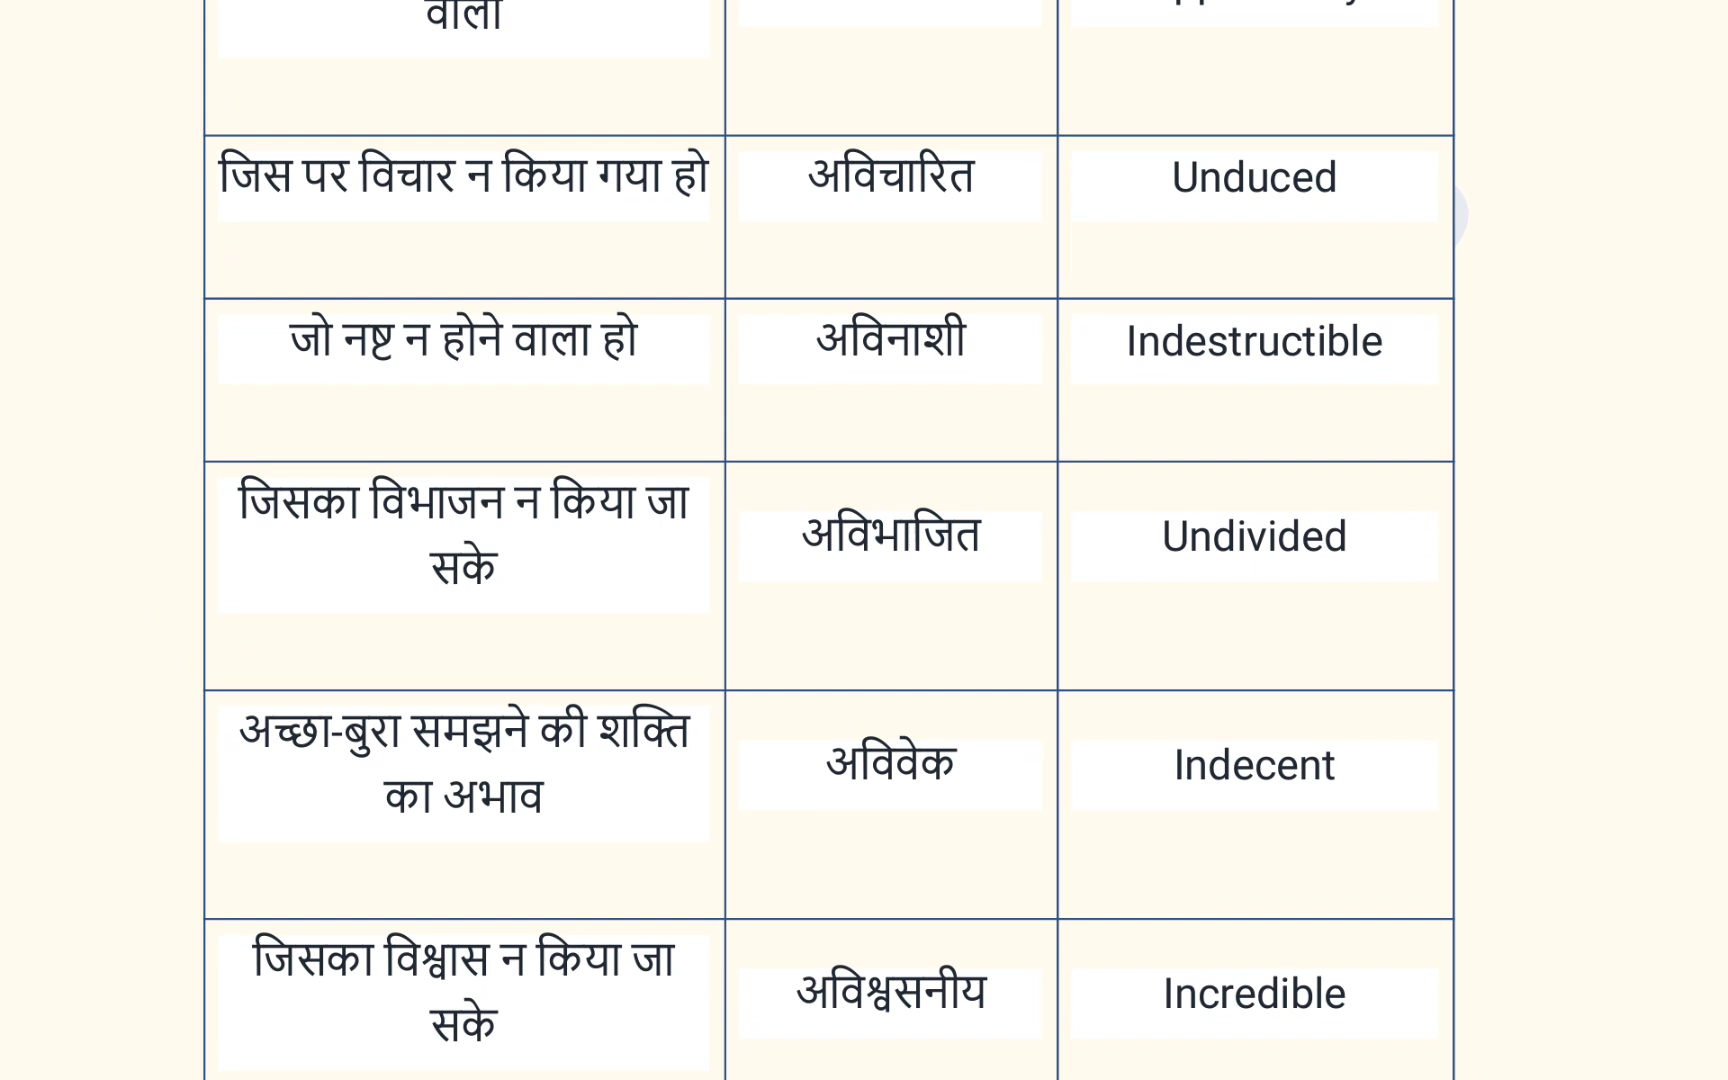 वाला
जिस पर विचार न किया गया हो अविचारित Unduced
जो नष्ट न होने वाला हो अविनाशी Indestructible
जिसका विभाजन न किया जा
सके
अविभाजित Undivided
अच्छा-बुरा समझने की शक्ति
का अभाव
अविवेक Indecent
जिसका विश्वास न किया जा
सके
अविश्वसनीय Incredible